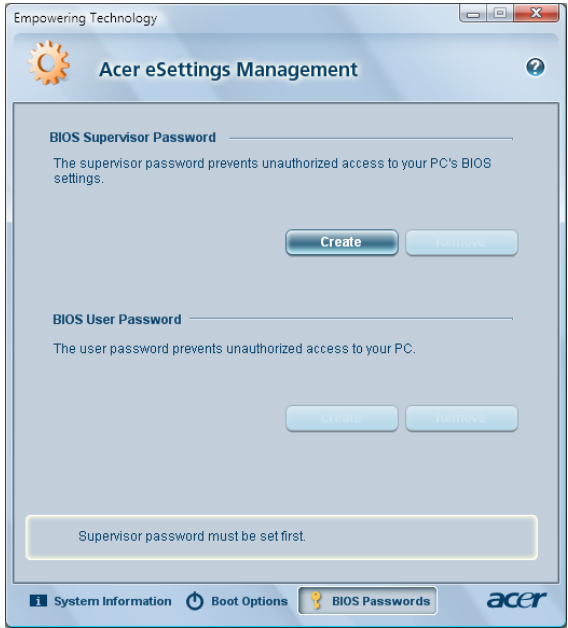 Empowering Technology
Acer eSettings Management
BIOS Supervisor Password
The supervisor password prevents unauthorized access to your PC's BIOS
settings.
Create Remove
BIOS User Password
The user password prevents unauthorized access to your PC.
Create Remove
Supervisor password must be set first.
System Information Boot Options BIOS Passwords acer